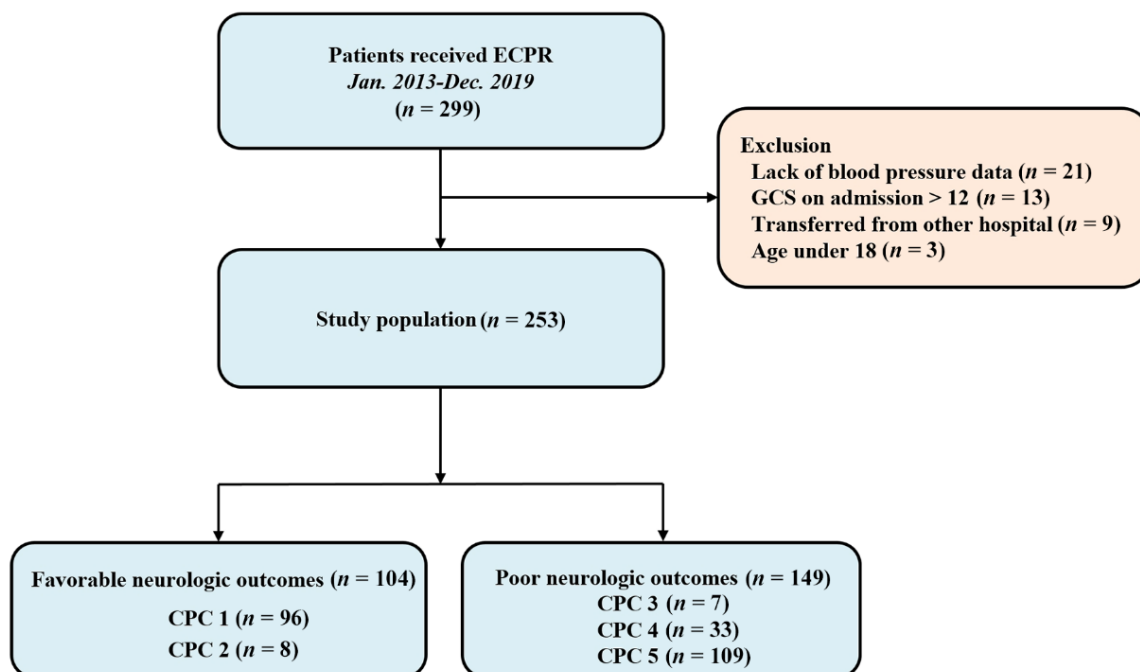 Patients received ECPR
Jan. 2013-Dec. 2019
(n = 299)
Exclusion
Lack of blood pressure data (n = 21)
GCS on admission > 12 (n = 13)
Transferred from other hospital (n = 9)
Age under 18 (n = 3)
Study population (n = 253)
Favorable neurologic outcomes (n = 104)
CPC 1 (n = 96)
CPC 2 (n = 8)
Poor neurologic outcomes (n = 149)
CPC 3 (n = 7)
CPC 4 (n = 33)
CPC 5 (n = 109)